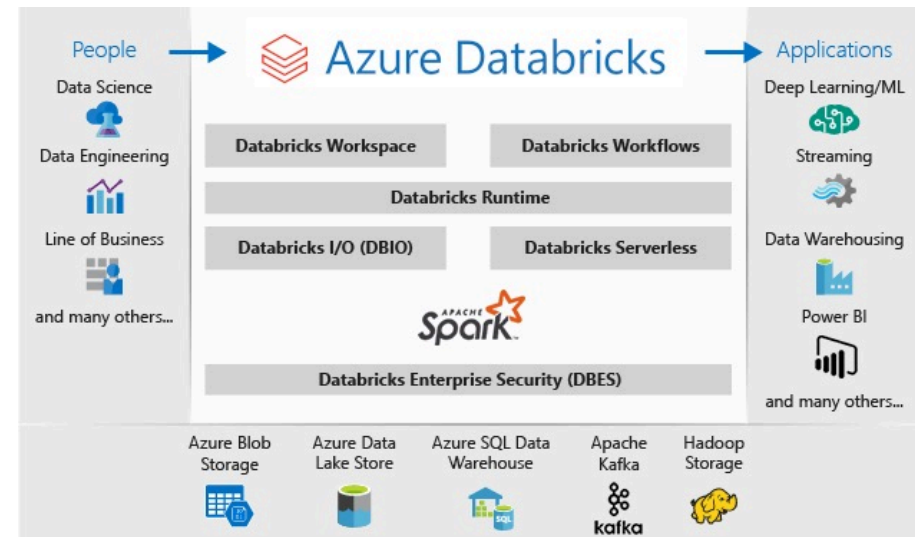 People
Data Science
Data Engineering
Line of Business
and many others...
Azure Databricks
Databricks Workspace
Databricks Workflows
Databricks Runtime
Databricks I/O (DBIO)
Databricks Serverless
APACHE
Spark
Databricks Enterprise Security (DBES)
Applications
Deep Learning/ML
Streaming
Data Warehousing
Power BI
and many others...
Azure Blob
Storage
Azure Data
Lake Store
Azure SQL Data
Warehouse
SQL
Apache
Kafka
kafka
Hadoop
Storage